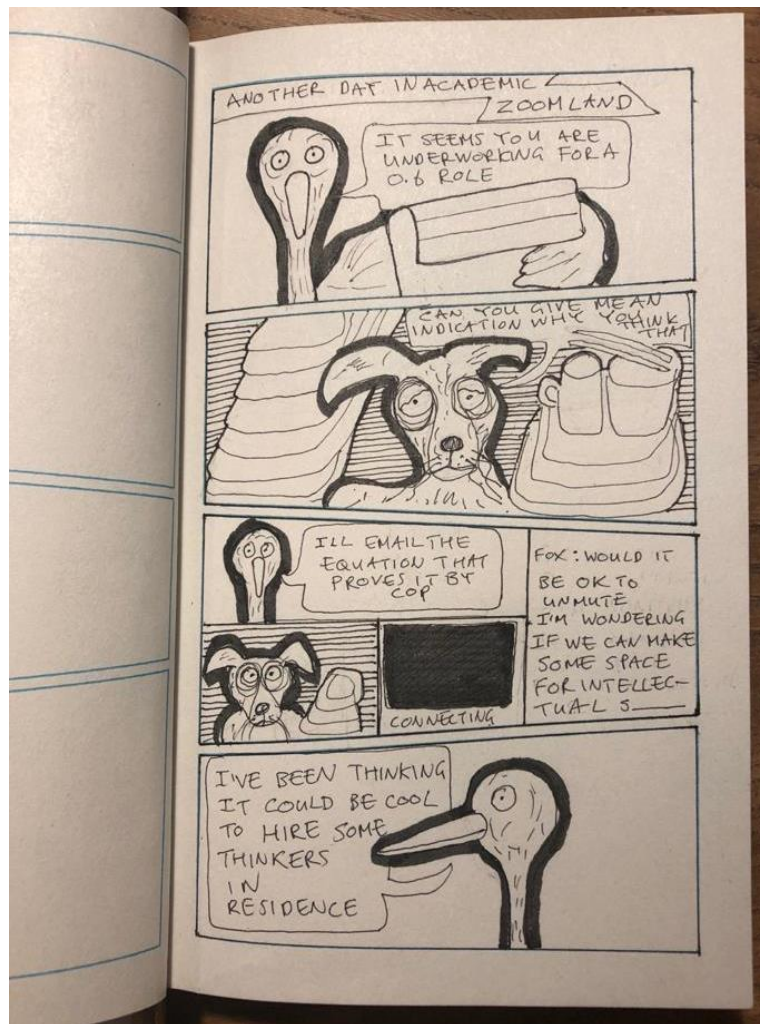 ANOTHER DAY IN ACADEMIC
ZOOMLAND
IT SEEMS YOU ARE
UNDERWORKING FOR A
0.6 ROLE
CAN YOU GIVE ME AN
INDICATION WHY YOU THINK
THAT
I'LL EMAIL THE
EQUATION THAT
PROVES IT BY
COP
FOX: WOULD IT
BE OK TO
UNMUTE
I'M WONDERING
IF WE CAN MAKE
SOME SPACE
FOR INTELLEC-
TUAL S____
CONNECTING
I'VE BEEN THINKING
IT COULD BE COOL
TO HIRE SOME
THINKERS
IN
RESIDENCE